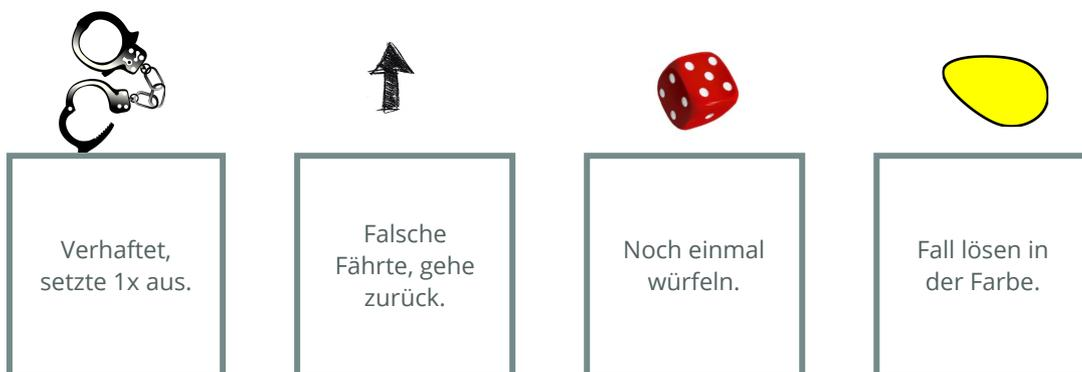 Verhaftet,
setzte 1x aus.
Falsche
Fährte, gehe
zurück.
Noch einmal
würfeln.
Fall lösen in
der Farbe.